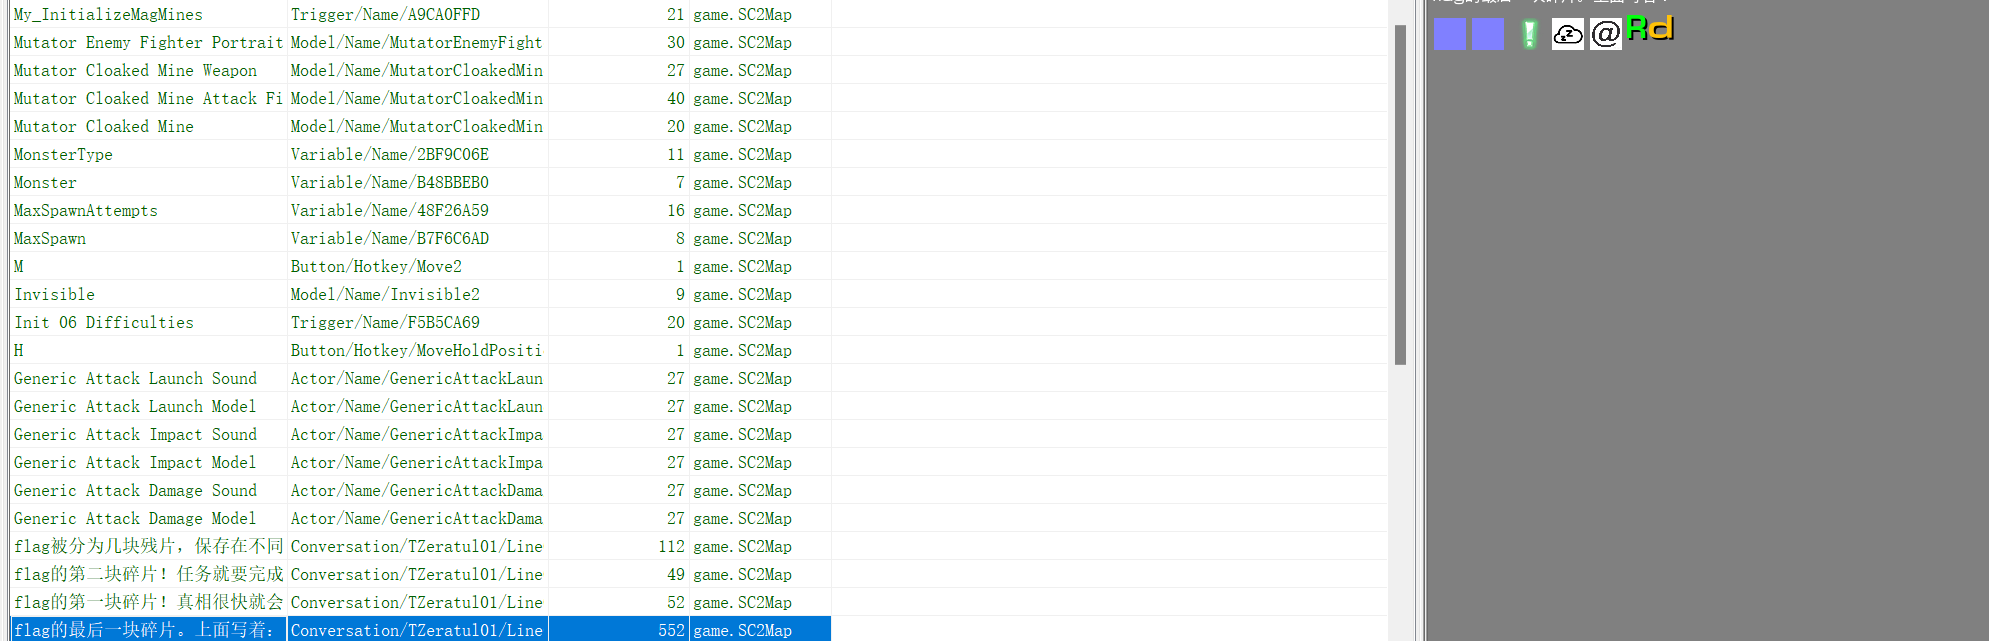 My_InitializeMagMines Trigger/Name/A9CA0FFD 21 game.SC2Map
Mutator Enemy Fighter Portrait Model/Name/MutatorEnemyFight 30 game.SC2Map
Mutator Cloaked Mine Weapon Model/Name/MutatorCloakedMin 27 game.SC2Map
Mutator Cloaked Mine Attack Fi Model/Name/MutatorCloakedMin 40 game.SC2Map
Mutator Cloaked Mine Model/Name/MutatorCloakedMin 20 game.SC2Map
MonsterType Variable/Name/2BF9C06E 11 game.SC2Map
Monster Variable/Name/B48BBEB0 7 game.SC2Map
MaxSpawnAttempts Variable/Name/48F26A59 16 game.SC2Map
MaxSpawn Variable/Name/B7F6C6AD 8 game.SC2Map
M Button/Hotkey/Move2 1 game.SC2Map
Invisible Model/Name/Invisible2 9 game.SC2Map
Init 06 Difficulties Trigger/Name/F5B5CA69 20 game.SC2Map
H Button/Hotkey/MoveHoldPositi 1 game.SC2Map
Generic Attack Launch Sound Actor/Name/GenericAttackLaun 27 game.SC2Map
Generic Attack Launch Model Actor/Name/GenericAttackLaun 27 game.SC2Map
Generic Attack Impact Sound Actor/Name/GenericAttackImpa 27 game.SC2Map
Generic Attack Impact Model Actor/Name/GenericAttackImpa 27 game.SC2Map
Generic Attack Damage Sound Actor/Name/GenericAttackDama 27 game.SC2Map
Generic Attack Damage Model Actor/Name/GenericAttackDama 27 game.SC2Map
flag被分为几块残片，保存在不同 Conversation/TZeratul01/Line 112 game.SC2Map
flag的第二块碎片！任务就要完成 Conversation/TZeratul01/Line 49 game.SC2Map
flag的第一块碎片！真相很快就会 Conversation/TZeratul01/Line 52 game.SC2Map
flag的最后一块碎片。上面写着： Conversation/TZeratul01/Line 552 game.SC2Map
! zz @ Rd